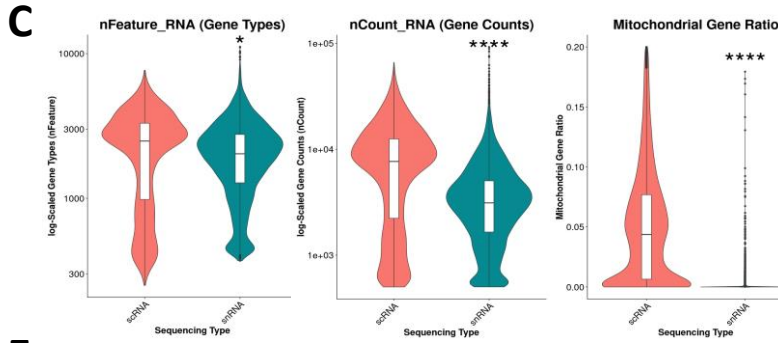 C
nFeature_RNA (Gene Types)
*
log-Scaled Gene Types (nFeature)
10000
3000
1000
300
scRNA
snRNA
Sequencing Type
nCount_RNA (Gene Counts)
****
log-Scaled Gene Counts (nCount)
1e+05
1e+04
1e+03
scRNA
snRNA
Sequencing Type
Mitochondrial Gene Ratio
****
Mitochondrial Gene Ratio
0.20
0.15
0.10
0.05
0.00
scRNA
snRNA
Sequencing Type